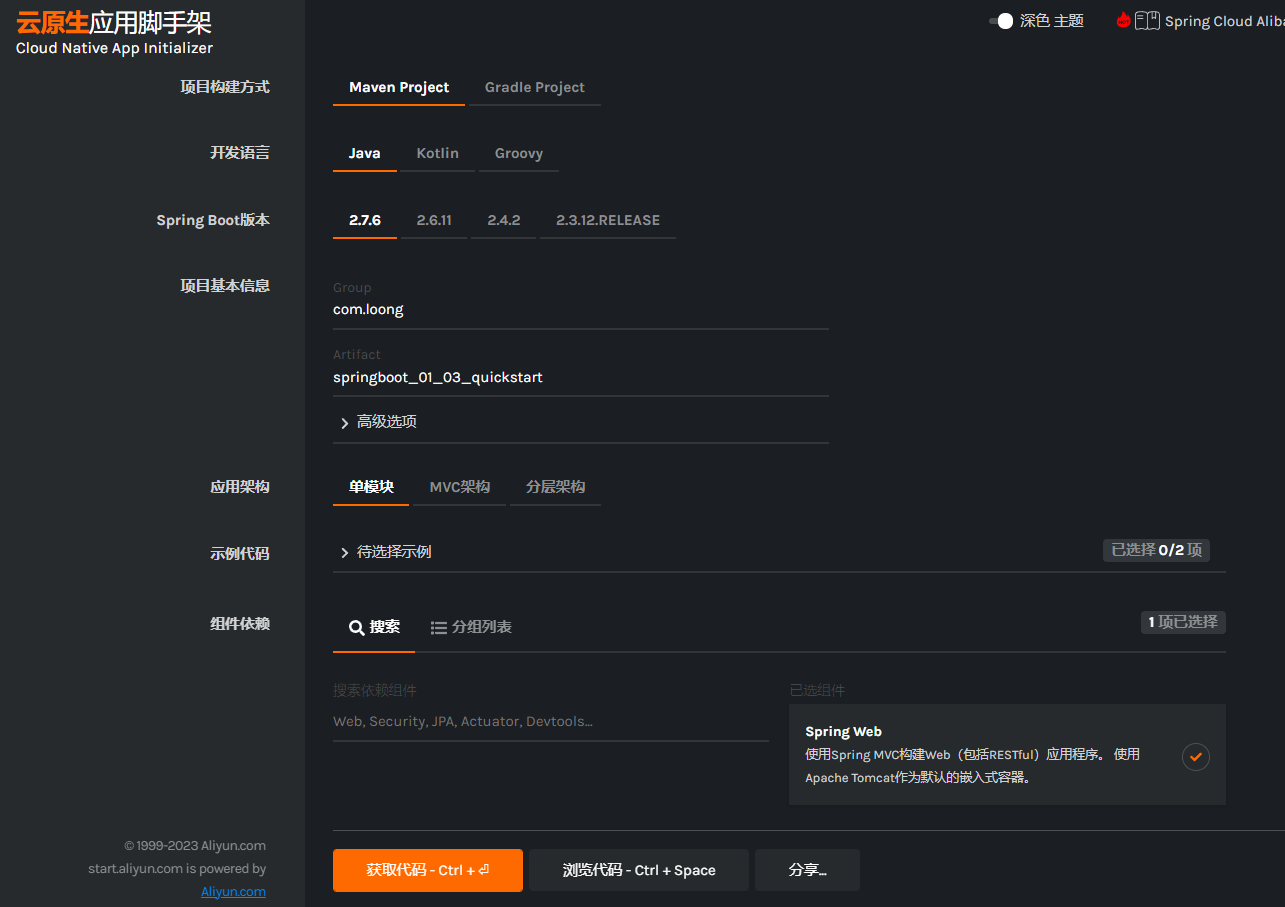 云原生应用脚手架
Cloud Native App Initializer
深色 主题
Spring Cloud Aliba
项目构建方式
Maven Project
Gradle Project
开发语言
Java
Kotlin
Groovy
Spring Boot版本
2.7.6
2.6.11
2.4.2
2.3.12.RELEASE
项目基本信息
Group
com.loong
Artifact
springboot_01_03_quickstart
高级选项
应用架构
单模块
MVC架构
分层架构
示例代码
待选择示例
已选择 0/2 项
组件依赖
搜索
分组列表
1 项已选择
搜索依赖组件
Web, Security, JPA, Actuator, Devtools...
已选组件
Spring Web
使用Spring MVC构建Web（包括RESTful）应用程序。 使用
Apache Tomcat作为默认的嵌入式容器。
© 1999-2023 Aliyun.com
start.aliyun.com is powered by
Aliyun.com
获取代码 - Ctrl + ⏎
浏览代码 - Ctrl + Space
分享...